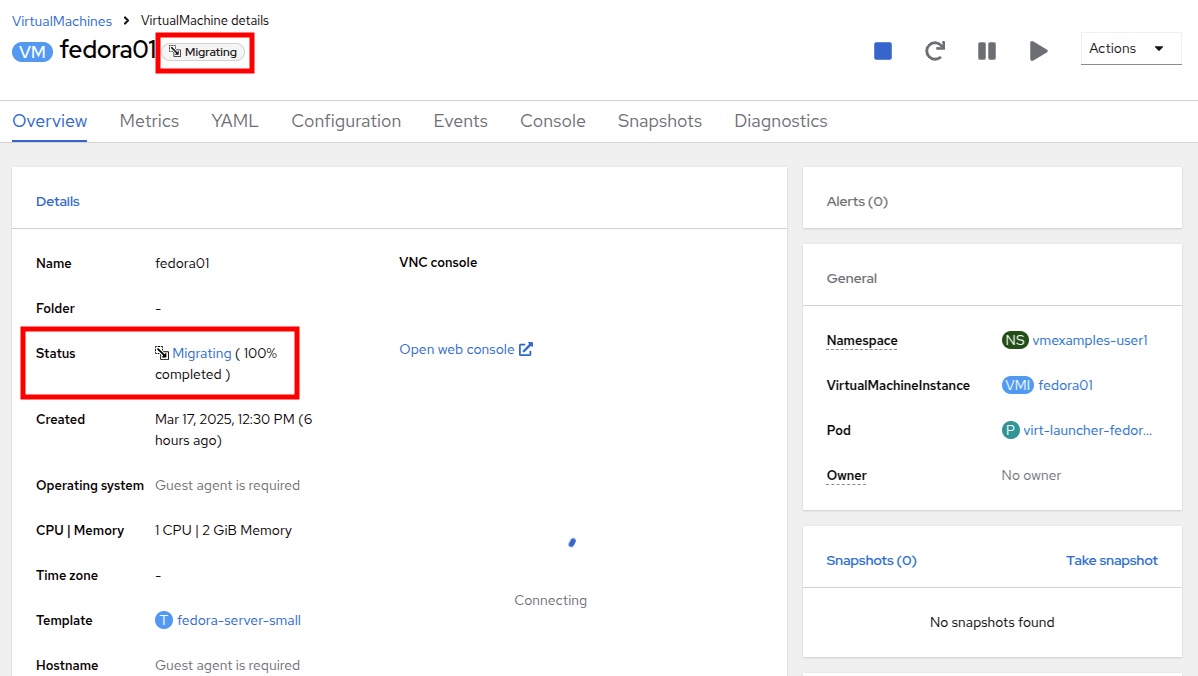 VirtualMachines > VirtualMachine details
VM fedora01 Migrating
Actions
Overview Metrics YAML Configuration Events Console Snapshots Diagnostics
Details
Name fedora01
Folder -
Status Migrating ( 100%
completed )
Created Mar 17, 2025, 12:30 PM (6
hours ago)
Operating system Guest agent is required
CPU | Memory 1 CPU | 2 GiB Memory
Time zone -
Template T fedora-server-small
Hostname Guest agent is required
VNC console
Open web console
Connecting
Alerts (0)
General
Namespace NS vmexamples-user1
VirtualMachineInstance VMI fedora01
Pod P virt-launcher-fedor...
Owner No owner
Snapshots (0) Take snapshot
No snapshots found